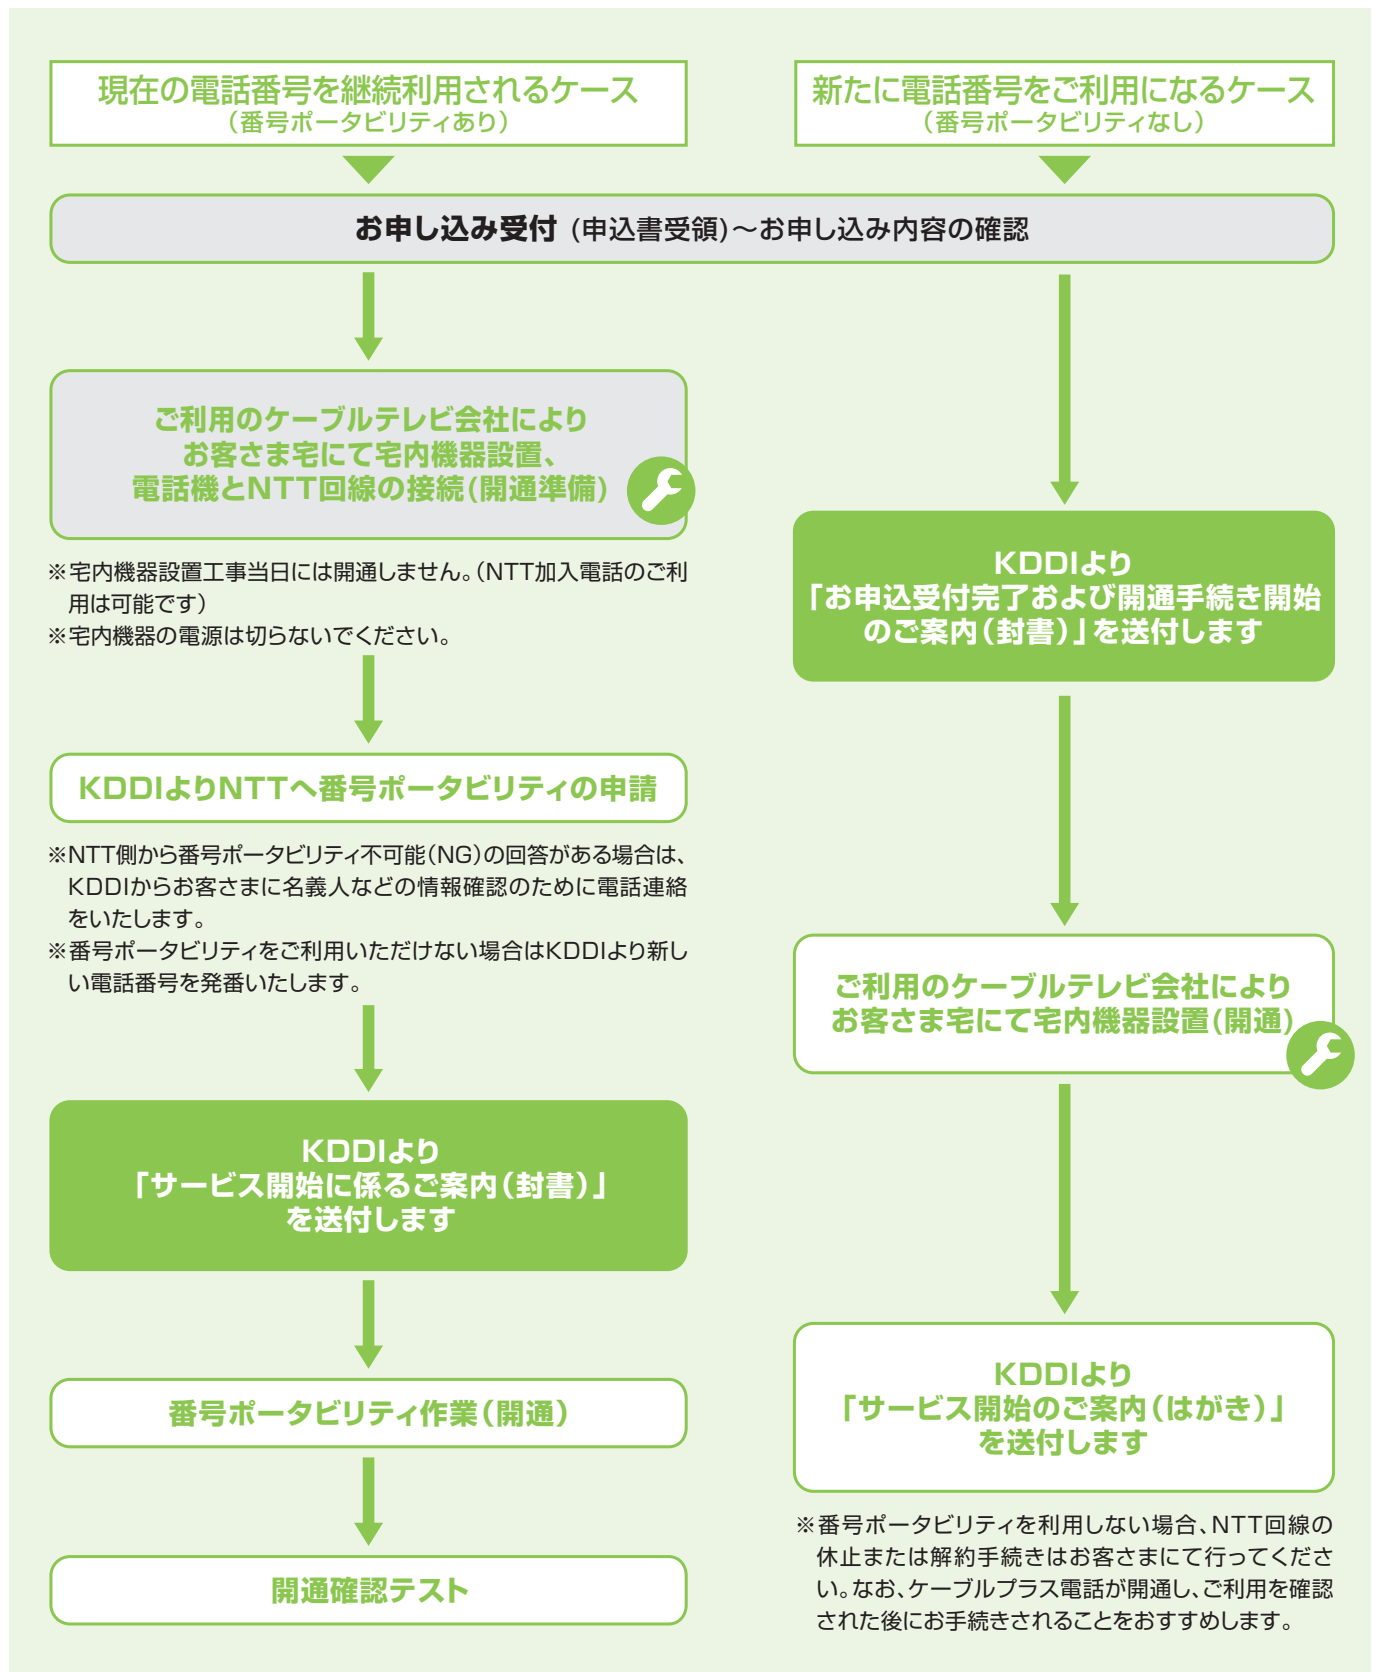 現在の電話番号を継続利用されるケース
（番号ポータビリティあり）
新たに電話番号をご利用になるケース
（番号ポータビリティなし）
お申し込み受付 (申込書受領)～お申し込み内容の確認
ご利用のケーブルテレビ会社により
お客さま宅にて宅内機器設置、
電話機とNTT回線の接続(開通準備)
※宅内機器設置工事当日には開通しません。（NTT加入電話のご利
用は可能です）
※宅内機器の電源は切らないでください。
KDDIよりNTTへ番号ポータビリティの申請
※NTT側から番号ポータビリティ不可能（NG）の回答がある場合は、
KDDIからお客さまに名義人などの情報確認のために電話連絡
をいたします。
※番号ポータビリティをご利用いただけない場合はKDDIより新し
い電話番号を発番いたします。
KDDIより
「サービス開始に係るご案内（封書）」
を送付します
番号ポータビリティ作業（開通）
開通確認テスト
KDDIより
「お申込受付完了および開通手続き開始
のご案内（封書）」を送付します
ご利用のケーブルテレビ会社により
お客さま宅にて宅内機器設置(開通)
KDDIより
「サービス開始のご案内（はがき）」
を送付します
※番号ポータビリティを利用しない場合、NTT回線の
休止または解約手続きはお客さまにて行ってくださ
い。なお、ケーブルプラス電話が開通し、ご利用を確認
された後にお手続きされることをおすすめします。